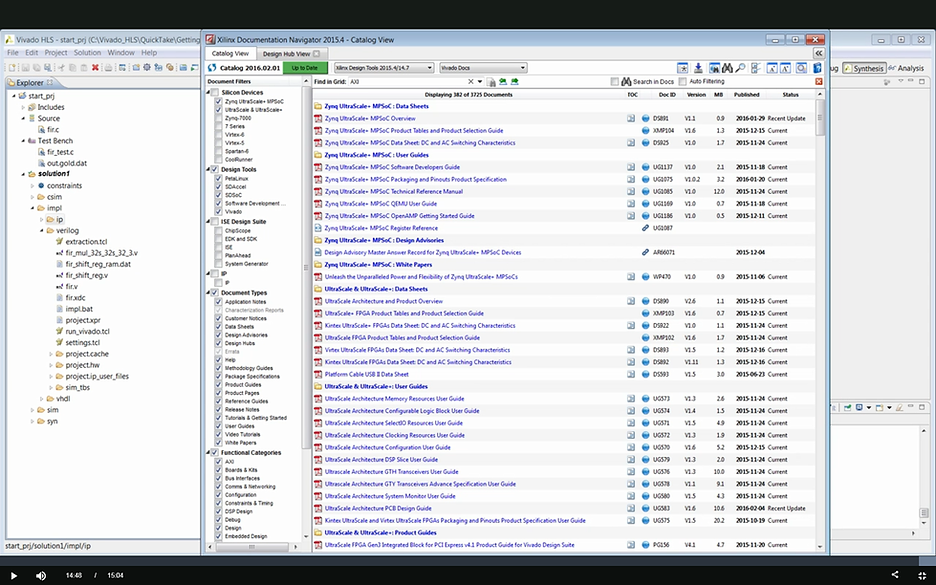 Vivado HLS - start_prj (C:\Vivado_HLS\QuickTake\Getting
File Edit Project Solution Window Help
Explorer
start_prj
Includes
Source
fir.c
Test Bench
fir_test.c
out.gold.dat
solution1
constraints
csim
impl
ip
verilog
extraction.tcl
fir_mul_32s_32s_32_3.v
fir_shift_reg_ram.dat
fir_shift_reg.v
fir.v
fir.xdc
impl.bat
project.xpr
run_vivado.tcl
settings.tcl
project.cache
project.hw
project.ip_user_files
sim_tbs
vhdl
sim
syn
start_prj/solution1/impl/ip
Xilinx Documentation Navigator 2015.4 - Catalog View
Catalog View Design Hub View
Catalog 2016.02.01 Up to Date Xilinx Design Tools 2015.4/14.7 Vivado Docs
Document Filters
Silicon Devices
Zynq UltraScale+ MPSoC
UltraScale & UltraScale+
Zynq-7000
7 Series
Virtex-6
Virtex-5
Spartan-6
CoolRunner
Design Tools
PetaLinux
SDAccel
SDSoC
Software Development ...
Vivado
ISE Design Suite
ChipScope
EDK and SDK
ISE
PlanAhead
System Generator
IP
IP
Document Types
Application Notes
Characterization Reports
Customer Notices
Data Sheets
Design Advisories
Design Hubs
Errata
Help
Methodology Guides
Package Specifications
Product Guides
Product Pages
Reference Guides
Release Notes
Tutorials & Getting Started
User Guides
Video Tutorials
White Papers
Functional Categories
AXI
Boards & Kits
Bus Interfaces
Comms & Networking
Configuration
Constraints & Timing
DSP Design
Debug
Design
Embedded Design
Find in Grid: AXI Search in Docs Auto Filtering
Displaying 382 of 3725 Documents TOC Doc ID Version MB Published Status
Zynq UltraScale+ MPSoC : Data Sheets
Zynq UltraScale+ MPSoC Overview DS891 V1.1 0.9 2016-01-29 Recent Update
Zynq UltraScale+ MPSoC Product Tables and Product Selection Guide XMP104 V1.6 1.3 2015-12-15 Current
Zynq UltraScale+ MPSoC Data Sheet: DC and AC Switching Characteristics DS925 V1.0 1.7 2015-11-24 Current
Zynq UltraScale+ MPSoC : User Guides
Zynq UltraScale+ MPSoC Software Developers Guide UG1137 V1.0 2.1 2015-11-18 Current
Zynq UltraScale+ MPSoC Packaging and Pinouts Product Specification UG1075 V1.0.2 3.2 2016-01-20 Current
Zynq UltraScale+ MPSoC Technical Reference Manual UG1085 V1.0 12.0 2015-11-24 Current
Zynq UltraScale+ MPSoC QEMU User Guide UG1169 V1.0 0.7 2015-11-18 Current
Zynq UltraScale+ MPSoC OpenAMP Getting Started Guide UG1186 V1.0 0.5 2015-12-11 Current
Zynq UltraScale+ MPSoC Register Reference UG1087
Zynq UltraScale+ MPSoC : Design Advisories
Design Advisory Master Answer Record for Zynq UltraScale+ MPSoC Devices AR66071 2015-12-04
Zynq UltraScale+ MPSoC : White Papers
Unleash the Unparalleled Power and Flexibility of Zynq UltraScale+ MPSoCs WP470 V1.0 0.9 2015-11-06 Current
UltraScale & UltraScale+: Data Sheets
UltraScale Architecture and Product Overview DS890 V2.6 1.1 2015-12-15 Current
UltraScale+ FPGA Product Tables and Product Selection Guide XMP103 V1.6 0.7 2015-12-15 Current
Kintex UltraScale+ FPGAs Data Sheet: DC and AC Switching Characteristics DS922 V1.0 1.1 2015-11-24 Current
UltraScale FPGA Product Tables and Product Selection Guide XMP102 V1.6 1.7 2015-11-24 Current
Virtex UltraScale FPGAs Data Sheet: DC and AC Switching Characteristics DS893 V1.5 1.2 2015-12-16 Current
Kintex UltraScale FPGAs Data Sheet: DC and AC Switching Characteristics DS892 V1.11 1.3 2015-12-16 Current
Platform Cable USB II Data Sheet DS593 V1.5 3.0 2015-06-23 Current
UltraScale & UltraScale+: User Guides
UltraScale Architecture Memory Resources User Guide UG573 V1.3 2.6 2015-11-24 Current
UltraScale Architecture Configurable Logic Block User Guide UG574 V1.4 1.5 2015-11-24 Current
UltraScale Architecture SelectIO Resources User Guide UG571 V1.5 4.9 2015-11-24 Current
UltraScale Architecture Clocking Resources User Guide UG572 V1.3 1.9 2015-11-24 Current
UltraScale Architecture Configuration User Guide UG570 V1.6 5.2 2015-12-15 Current
UltraScale Architecture DSP Slice User Guide UG579 V1.3 2.0 2015-11-24 Current
Ultrascale Architecture GTH Transceivers User Guide UG576 V1.3 10.0 2015-11-24 Current
UltraScale Architecture GTY Transceivers Advance Specification User Guide UG578 V1.1 9.1 2015-11-24 Current
UltraScale Architecture System Monitor User Guide UG580 V1.5 4.3 2015-11-24 Current
UltraScale Architecture PCB Design Guide UG583 V1.6 10.6 2016-02-04 Recent Update
Kintex UltraScale and Virtex UltraScale FPGAs Packaging and Pinouts Product Specification User Guide UG575 V1.5 20.2 2015-10-19 Current
UltraScale & UltraScale+: Product Guides
UltraScale FPGA Gen3 Integrated Block for PCI Express v4.1 Product Guide for Vivado Design Suite PG156 V4.1 4.7 2015-11-20 Current
ug Synthesis Analysis
14:48 / 15:04